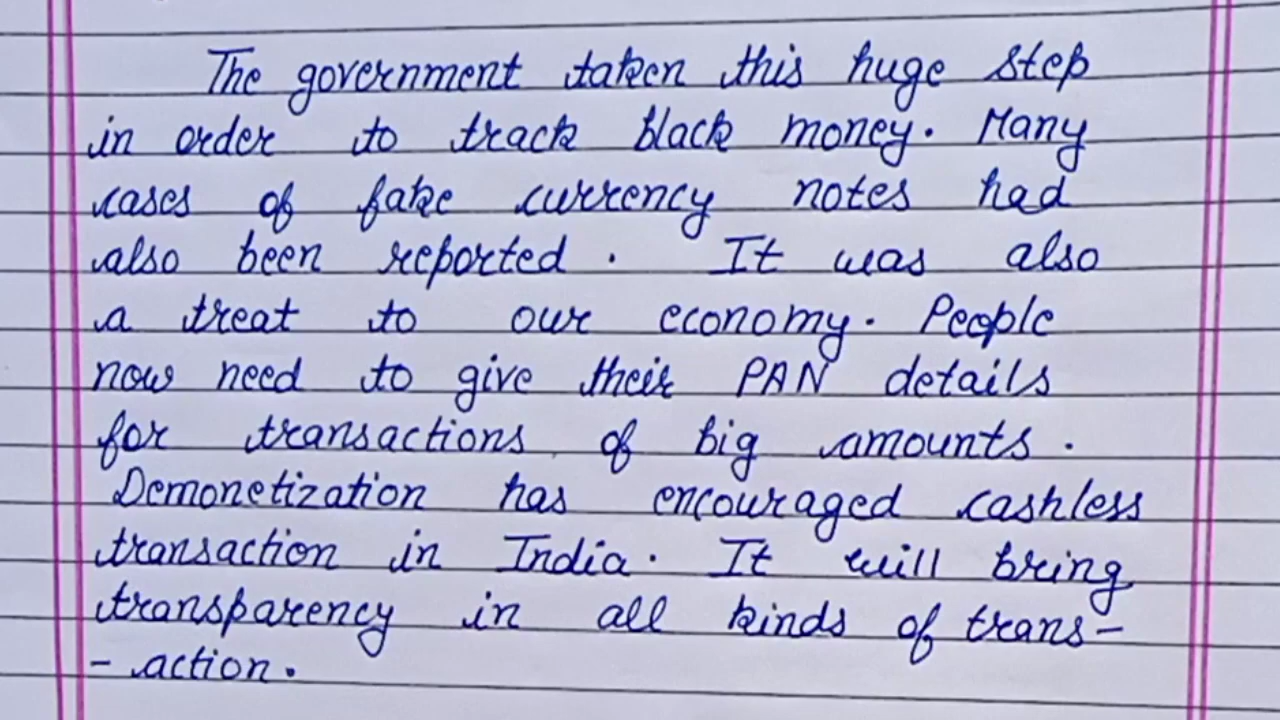 The government taken this huge step
in order to track black money. Many
cases of fake currency notes had
also been reported. It was also
a treat to our economy. People
now need to give their PAN details
for transactions of big amounts.
Demonetization has encouraged cashless
transaction in India. It will bring
transparency in all kinds of trans-
- action.